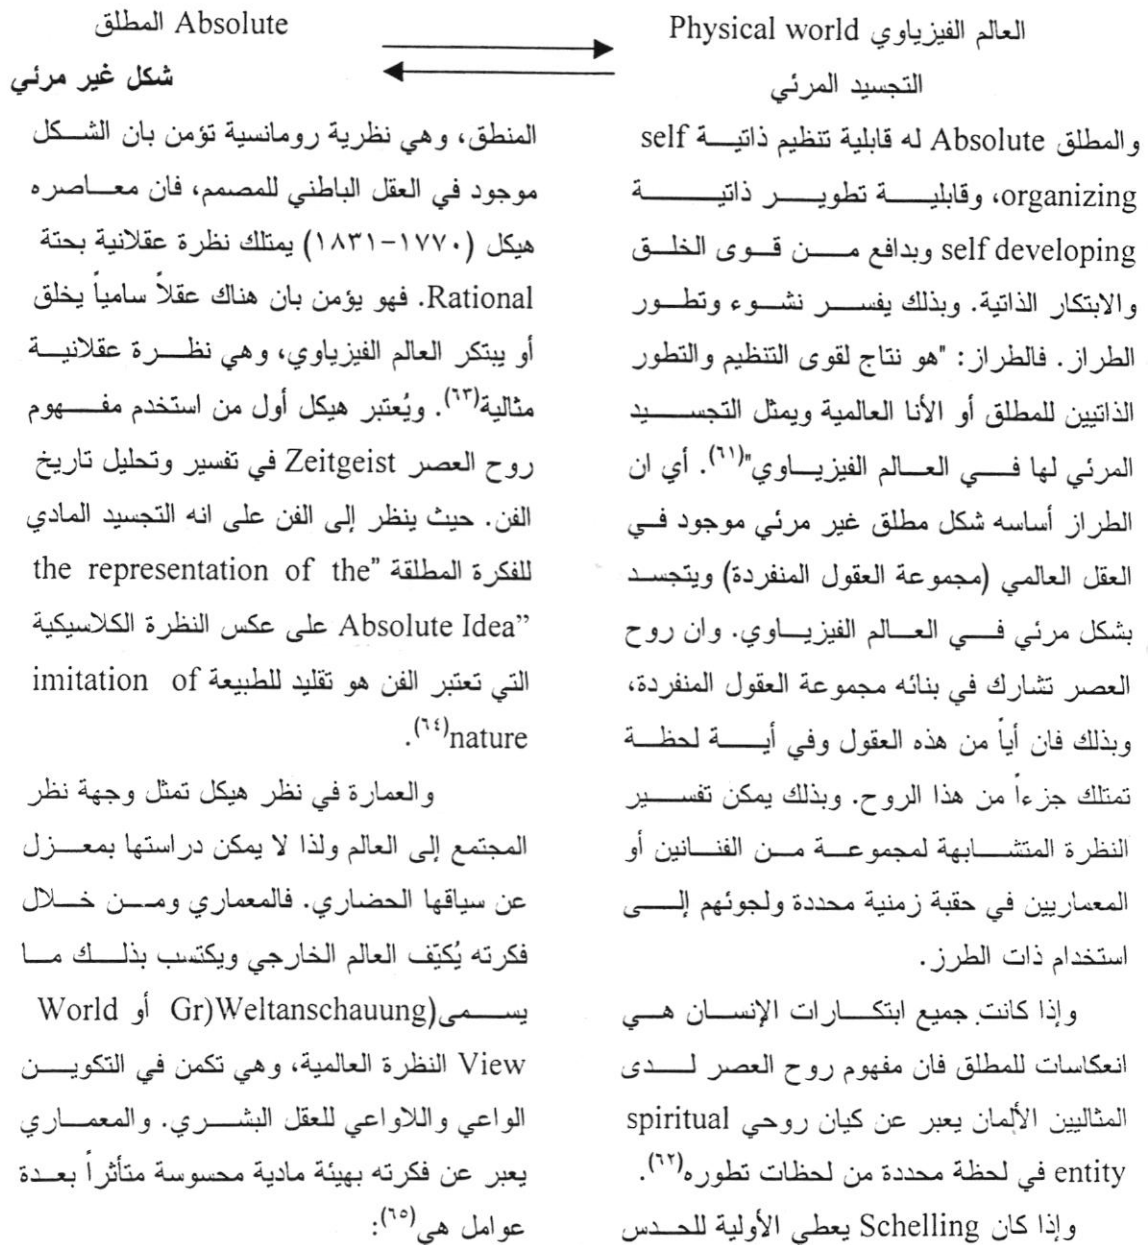 العالم الفيزياوي Physical world
التجسيد المرئي
Absolute المطلق
شكل غير مرئي
والمطلق Absolute له قابلية تنظيم ذاتية self
organizing، وقابلية تطوير ذاتية
self developing وبدافع من قوى الخلق
والابتكار الذاتية. وبذلك يفسر نشوء وتطور
الطراز. فالطراز: "هو نتاج لقوى التنظيم والتطور
الذاتيين للمطلق أو الأنا العالمية ويمثل التجسيد
المرئي لها في العالم الفيزياوي"(٦١). أي ان
الطراز أساسه شكل مطلق غير مرئي موجود في
العقل العالمي (مجموعة العقول المنفردة) ويتجسد
بشكل مرئي في العالم الفيزياوي. وان روح
العصر تشارك في بنائه مجموعة العقول المنفردة،
وبذلك فان أياً من هذه العقول وفي أية لحظة
تمتلك جزءاً من هذا الروح. وبذلك يمكن تفسير
النظرة المتشابهة لمجموعة من الفنانين أو
المعماريين في حقبة زمنية محددة ولجوئهم إلى
استخدام ذات الطرز.
وإذا كانت جميع ابتكارات الإنسان هي
انعكاسات للمطلق فان مفهوم روح العصر لدى
المثاليين الألمان يعبر عن كيان روحي spiritual
entity في لحظة محددة من لحظات تطوره(٦٢).
وإذا كان Schelling يعطي الأولية للحدس
المنطق، وهي نظرية رومانسية تؤمن بان الشكل
موجود في العقل الباطني للمصمم، فان معاصره
هيكل (١٧٧٠-١٨٣١) يمتلك نظرة عقلانية بحتة
Rational. فهو يؤمن بان هناك عقلاً سامياً يخلق
أو يبتكر العالم الفيزياوي، وهي نظرة عقلانية
مثالية(٦٣). ويُعتبر هيكل أول من استخدم مفهوم
روح العصر Zeitgeist في تفسير وتحليل تاريخ
الفن. حيث ينظر إلى الفن على انه التجسيد المادي
للفكرة المطلقة "the representation of the
Absolute Idea" على عكس النظرة الكلاسيكية
التي تعتبر الفن هو تقليد للطبيعة imitation of
nature(٦٤).
والعمارة في نظر هيكل تمثل وجهة نظر
المجتمع إلى العالم ولذا لا يمكن دراستها بمعزل
عن سياقها الحضاري. فالمعماري ومن خلال
فكرته يُكيّف العالم الخارجي ويكتسب بذلك ما
يسمى(Gr)Weltanschauung أو World
View النظرة العالمية، وهي تكمن في التكوين
الواعي واللاواعي للعقل البشري. والمعماري
يعبر عن فكرته بهيئة مادية محسوسة متأثراً بعدة
عوامل هي(٦٥):